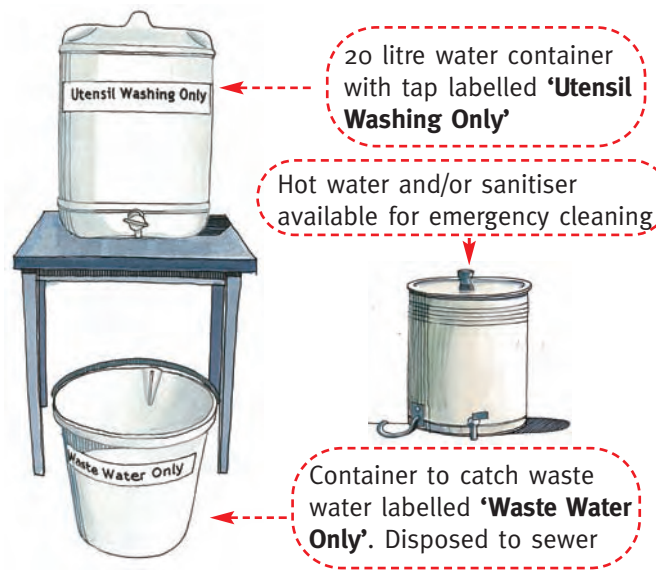 Utensil Washing Only
20 litre water container
with tap labelled ‘Utensil
Washing Only’
Hot water and/or sanitiser
available for emergency cleaning
Waste Water Only
Container to catch waste
water labelled ‘Waste Water
Only’. Disposed to sewer